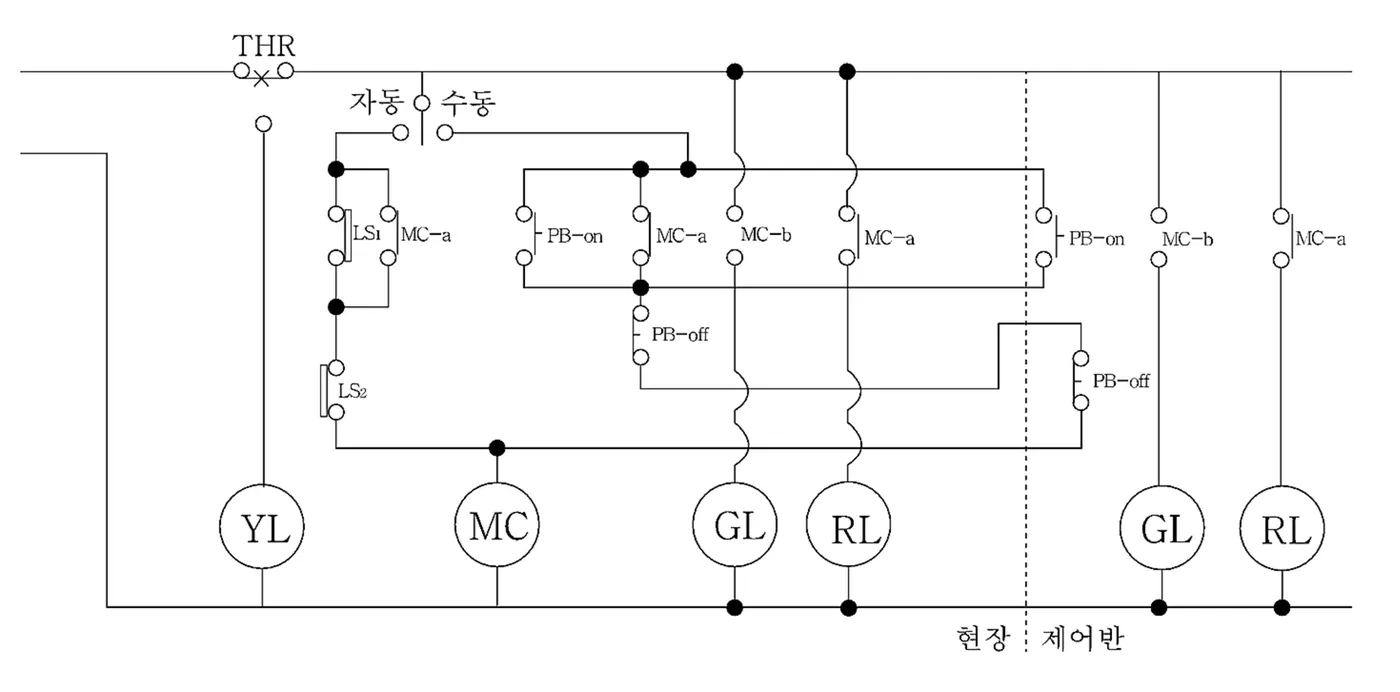 THR
자동 수동
LS1 MC-a PB-on MC-a MC-b MC-a PB-on MC-b MC-a
PB-off
LS2 PB-off
YL MC GL RL GL RL
현장 제어반